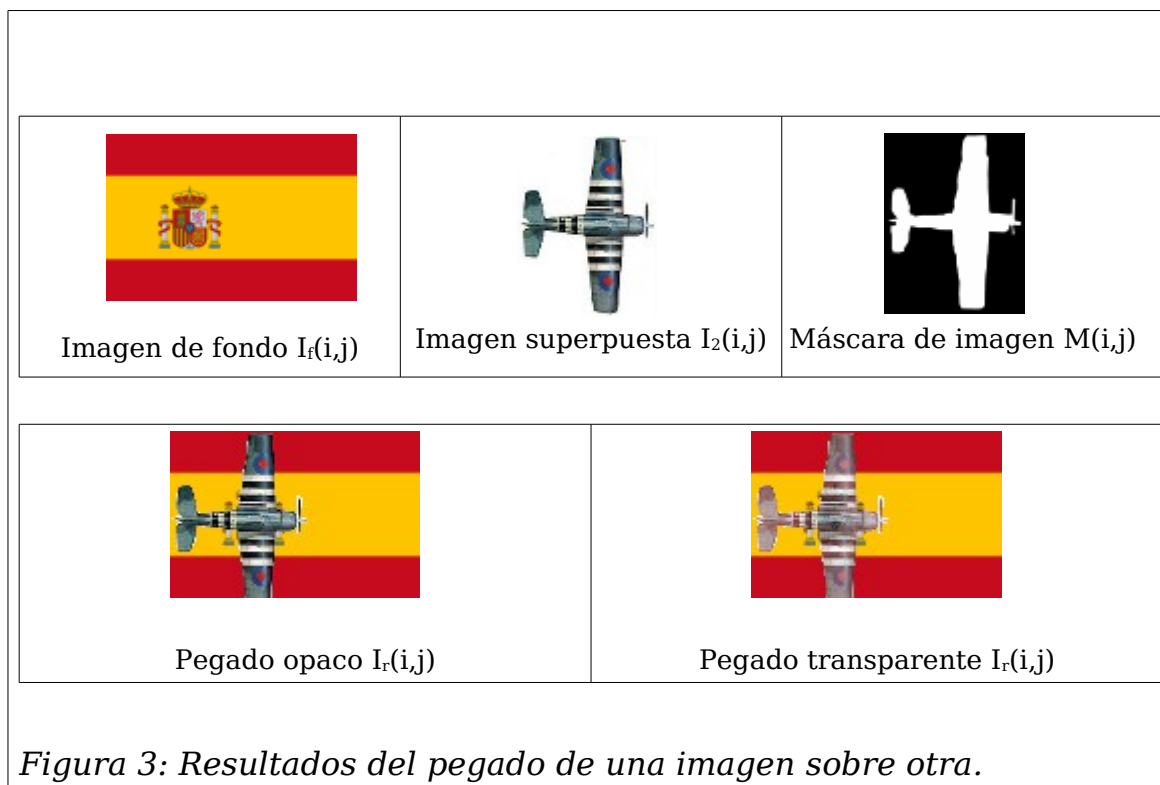 Imagen de fondo I_f(i,j)
Imagen superpuesta I₂(i,j)
Máscara de imagen M(i,j)
Pegado opaco Iᵣ(i,j)
Pegado transparente Iᵣ(i,j)
Figura 3: Resultados del pegado de una imagen sobre otra.